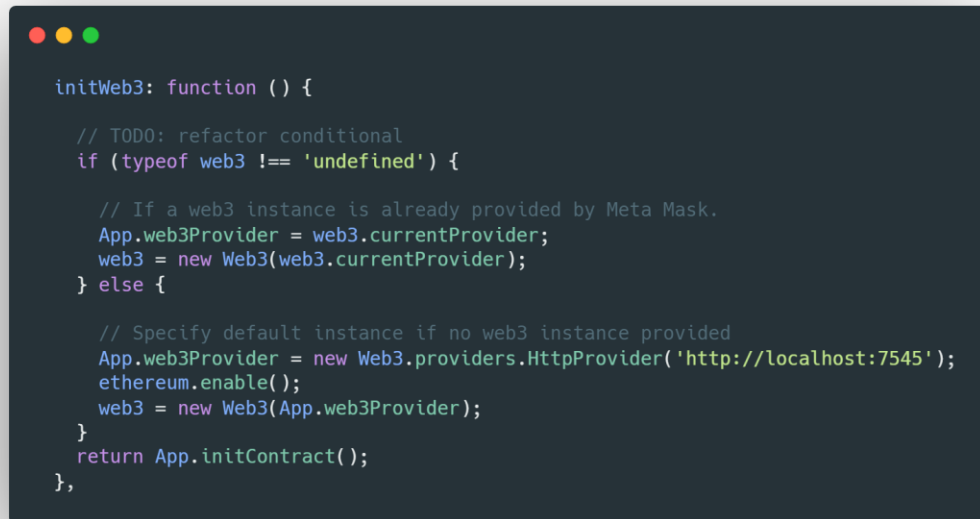 initWeb3: function () {
// TODO: refactor conditional
if (typeof web3 !== 'undefined') {
// If a web3 instance is already provided by Meta Mask.
App.web3Provider = web3.currentProvider;
web3 = new Web3(web3.currentProvider);
} else {
// Specify default instance if no web3 instance provided
App.web3Provider = new Web3.providers.HttpProvider('http://localhost:7545');
ethereum.enable();
web3 = new Web3(App.web3Provider);
}
return App.initContract();
},